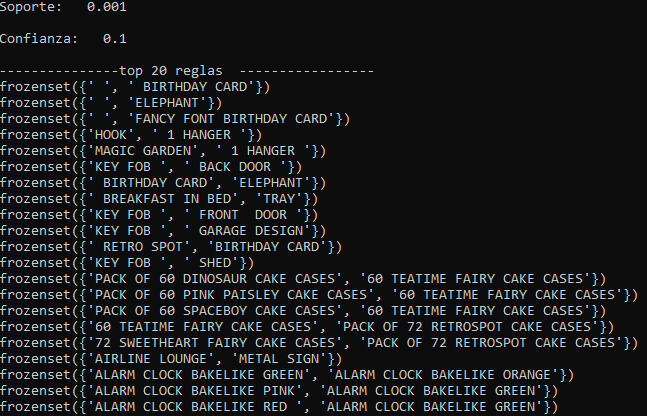 Soporte:   0.001
Confianza:   0.1
---------------top 20 reglas  -----------------
frozenset({' ', ' BIRTHDAY CARD'})
frozenset({' ', 'ELEPHANT'})
frozenset({' ', 'FANCY FONT BIRTHDAY CARD'})
frozenset({'HOOK', ' 1 HANGER '})
frozenset({'MAGIC GARDEN', ' 1 HANGER '})
frozenset({'KEY FOB ', ' BACK DOOR '})
frozenset({' BIRTHDAY CARD', 'ELEPHANT'})
frozenset({' BREAKFAST IN BED', 'TRAY'})
frozenset({'KEY FOB ', ' FRONT  DOOR '})
frozenset({'KEY FOB ', ' GARAGE DESIGN'})
frozenset({' RETRO SPOT', 'BIRTHDAY CARD'})
frozenset({'KEY FOB ', ' SHED'})
frozenset({'PACK OF 60 DINOSAUR CAKE CASES', '60 TEATIME FAIRY CAKE CASES'})
frozenset({'PACK OF 60 PINK PAISLEY CAKE CASES', '60 TEATIME FAIRY CAKE CASES'})
frozenset({'PACK OF 60 SPACEBOY CAKE CASES', '60 TEATIME FAIRY CAKE CASES'})
frozenset({'60 TEATIME FAIRY CAKE CASES', 'PACK OF 72 RETROSPOT CAKE CASES'})
frozenset({'72 SWEETHEART FAIRY CAKE CASES', 'PACK OF 72 RETROSPOT CAKE CASES'})
frozenset({'AIRLINE LOUNGE', 'METAL SIGN'})
frozenset({'ALARM CLOCK BAKELIKE GREEN', 'ALARM CLOCK BAKELIKE ORANGE'})
frozenset({'ALARM CLOCK BAKELIKE PINK', 'ALARM CLOCK BAKELIKE GREEN'})
frozenset({'ALARM CLOCK BAKELIKE RED ', 'ALARM CLOCK BAKELIKE GREEN'})